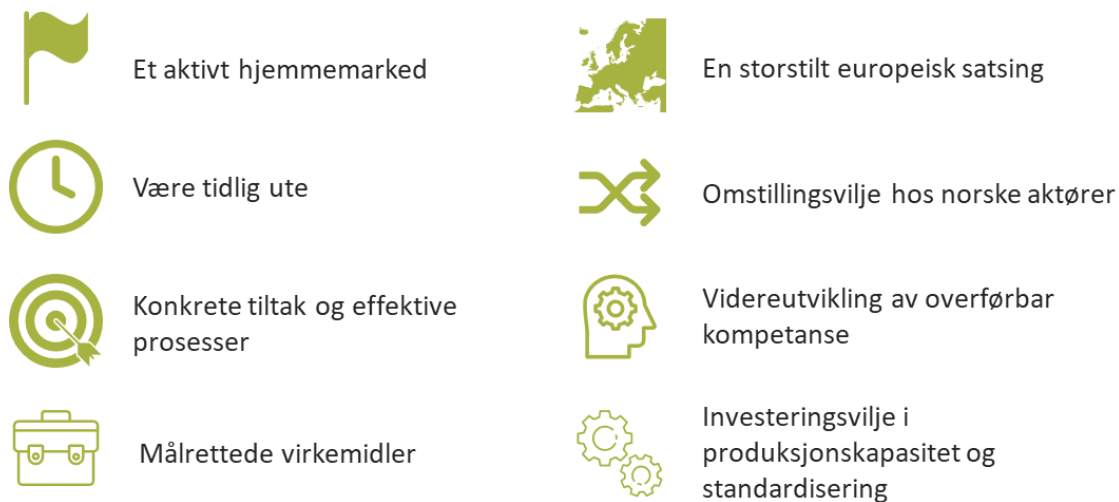 Et aktivt hjemmemarked
En storstilt europeisk satsing
Være tidlig ute
Omstillingsvilje hos norske aktører
Konkrete tiltak og effektive
prosesser
Videreutvikling av overførbar
kompetanse
Målrettede virkemidler
Investeringsvilje i
produksjonskapasitet og
standardisering